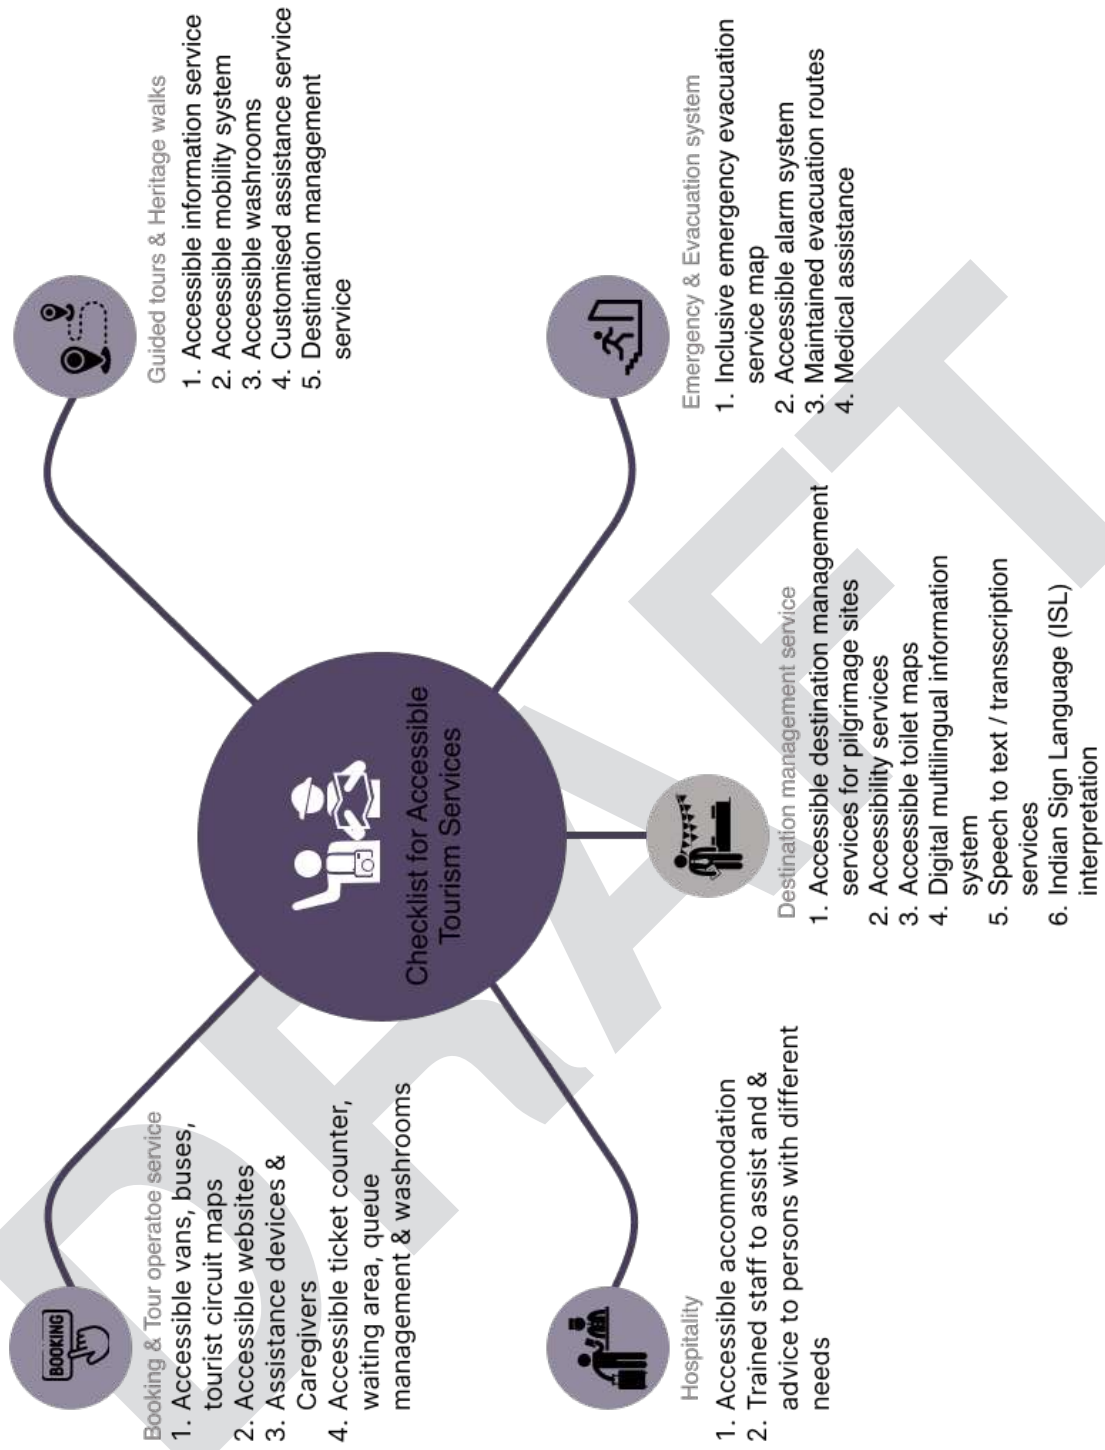 BOOKING
Booking & Tour operatoe service
1. Accessible vans, buses,
tourist circuit maps
2. Accessible websites
3. Assistance devices &
Caregivers
4. Accessible ticket counter,
waiting area, queue
management & washrooms
Guided tours & Heritage walks
1. Accessible information service
2. Accessible mobility system
3. Accessible washrooms
4. Customised assistance service
5. Destination management
service
Checklist for Accessible
Tourism Services
Hospitality
1. Accessible accommodation
2. Trained staff to assist and &
advice to persons with different
needs
Destination management service
1. Accessible destination management
services for pilgrimage sites
2. Accessibility services
3. Accessible toilet maps
4. Digital multilingual information
system
5. Speech to text / transscription
services
6. Indian Sign Language (ISL)
interpretation
Emergency & Evacuation system
1. Inclusive emergency evacuation
service map
2. Accessible alarm system
3. Maintained evacuation routes
4. Medical assistance
DRAFT